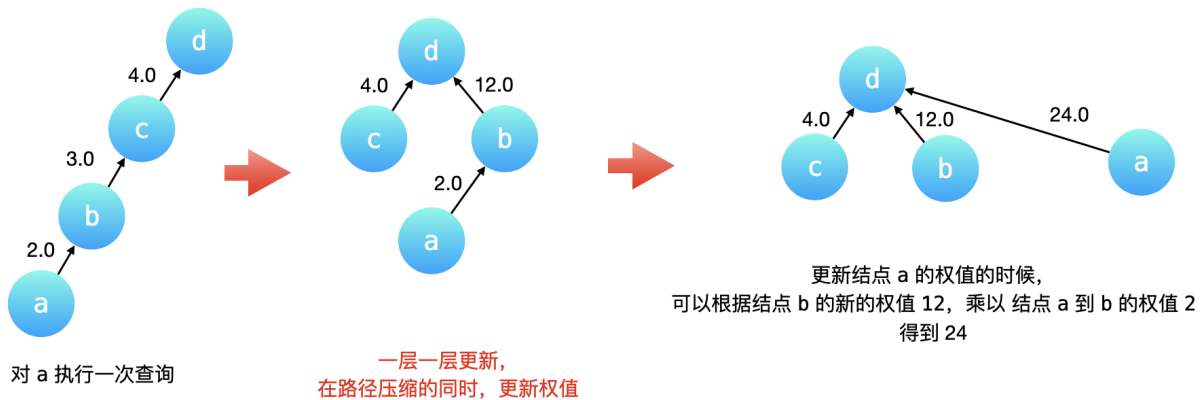 d
4.0
c
3.0
b
2.0
a
对 a 执行一次查询
d
4.0
12.0
c
b
2.0
a
一层一层更新，
在路径压缩的同时，更新权值
d
4.0
12.0
24.0
c
b
a
更新结点 a 的权值的时候，
可以根据结点 b 的新的权值 12，乘以 结点 a 到 b 的权值 2
得到 24